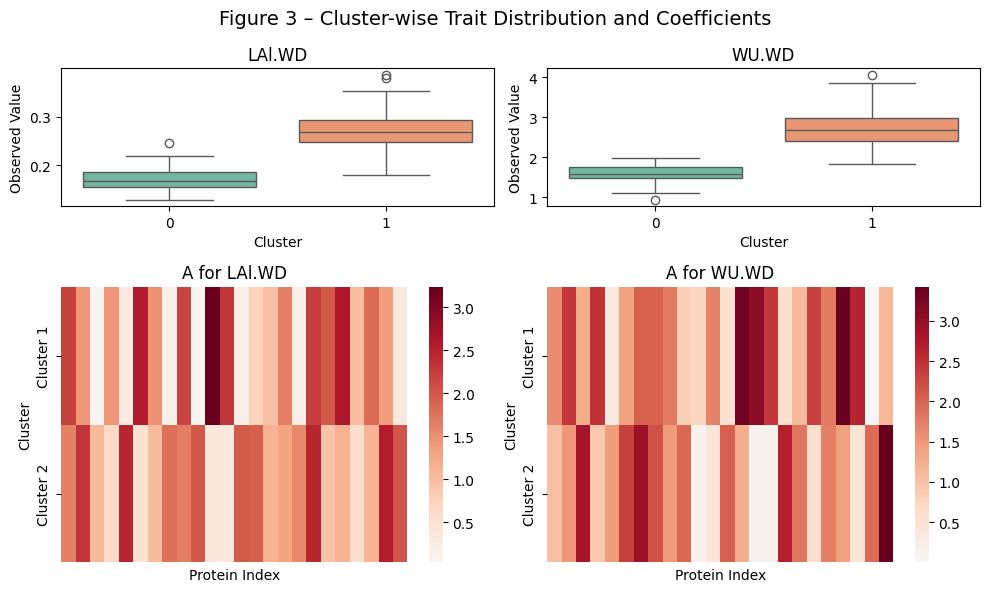 Figure 3 – Cluster-wise Trait Distribution and Coefficients
LAl.WD
Observed Value
0.3
0.2
0
1
Cluster
WU.WD
Observed Value
4
3
2
1
0
1
Cluster
A for LAl.WD
Cluster
Cluster 1
Cluster 2
Protein Index
3.0
2.5
2.0
1.5
1.0
0.5
A for WU.WD
Cluster
Cluster 1
Cluster 2
Protein Index
3.0
2.5
2.0
1.5
1.0
0.5